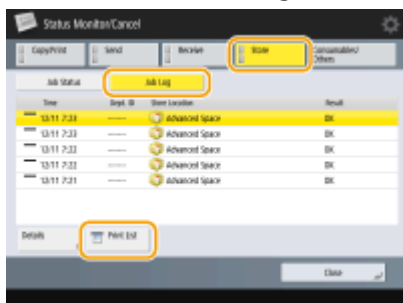 Status Monitor/Cancel
Copy/Print Send Receive Store Consumables/
Others
Job Status Job Log
Time Dept. ID Store Location Result
12/11 7:23 ------- Advanced Space OK
12/11 7:23 ------- Advanced Space OK
12/11 7:22 ------- Advanced Space OK
12/11 7:22 ------- Advanced Space OK
12/11 7:21 ------- Advanced Space OK
Details Print List
Close